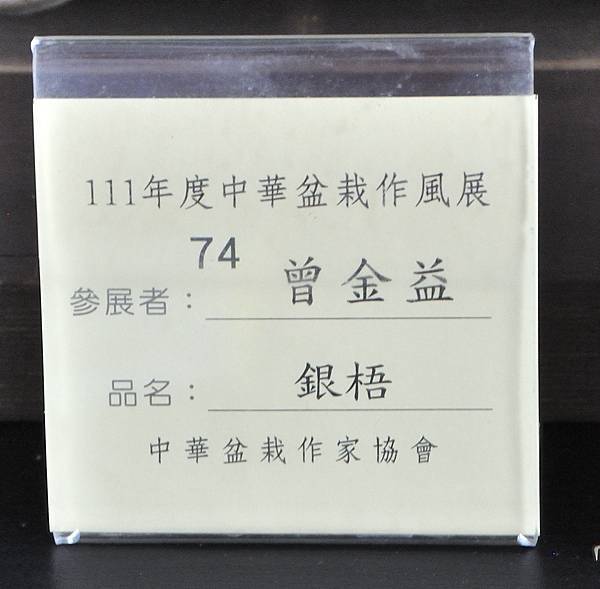 111年度中華盆栽作風展
74
參展者：曾金益
品名：銀梧
中華盆栽作家協會